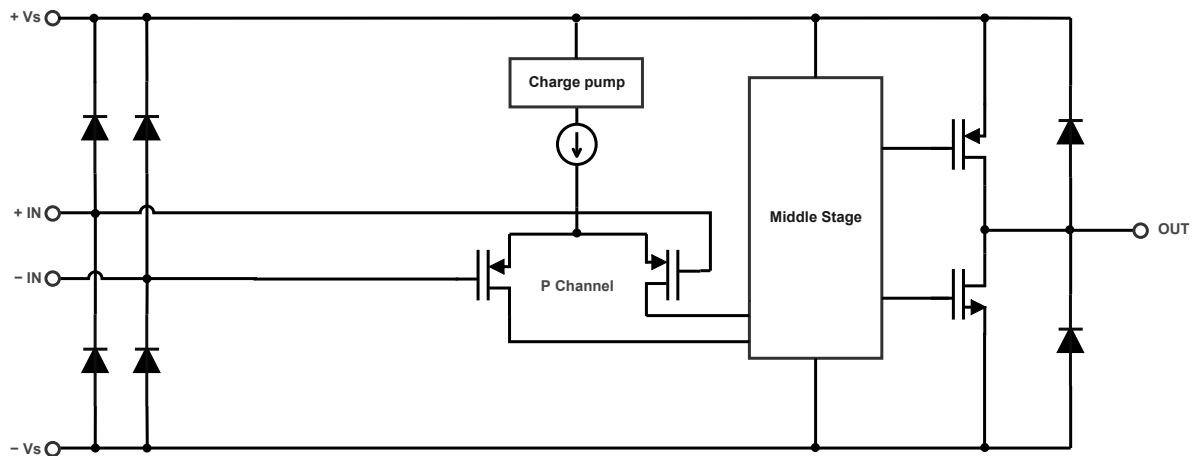 + Vs
Charge pump
+ IN
Middle Stage
OUT
− IN
P Channel
− Vs